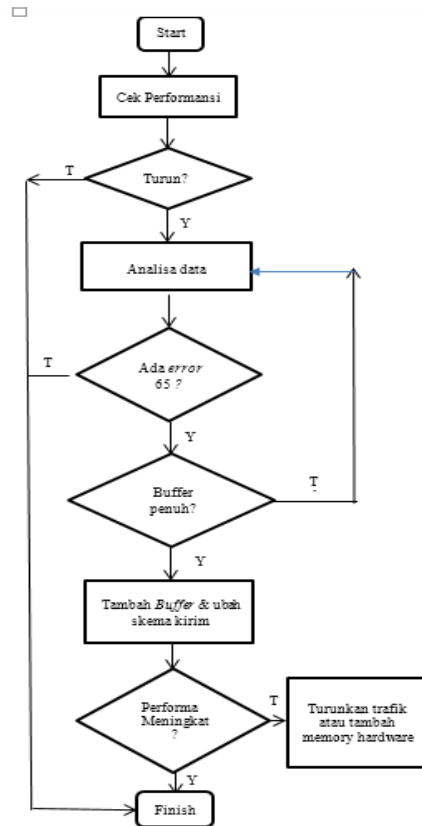 Start
Cek Performansi
T
Turun?
Y
Analisa data
T
Ada error
65 ?
Y
Buffer
penuh?
T
Y
Tambah Buffer & ubah
skema kirim
Performa
Meningkat
?
T
Turunkan trafik
atau tambah
memory hardware
Y
Finish